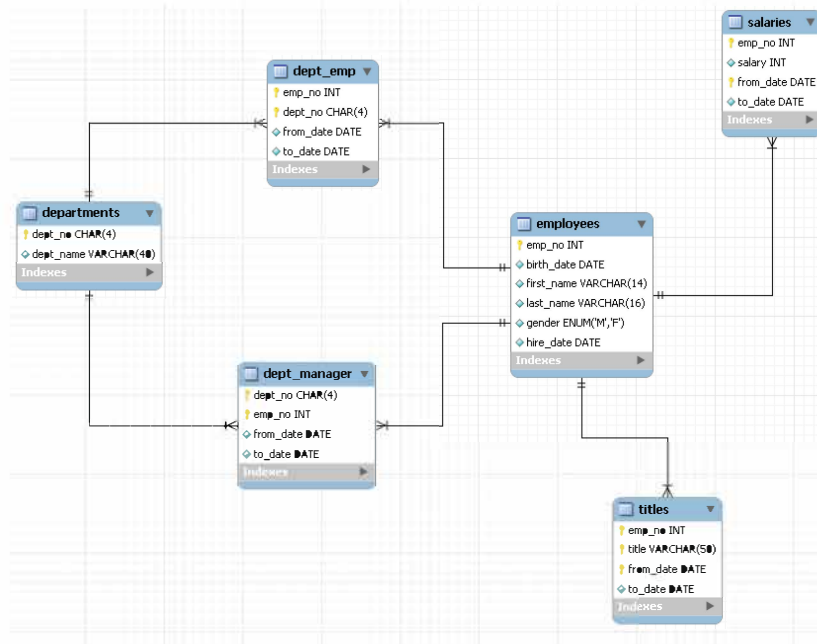 salaries
emp_no INT
salary INT
from_date DATE
to_date DATE
Indexes
dept_emp
emp_no INT
dept_no CHAR(4)
from_date DATE
to_date DATE
Indexes
departments
dept_no CHAR(4)
dept_name VARCHAR(40)
Indexes
employees
emp_no INT
birth_date DATE
first_name VARCHAR(14)
last_name VARCHAR(16)
gender ENUM('M','F')
hire_date DATE
Indexes
dept_manager
dept_no CHAR(4)
emp_no INT
from_date DATE
to_date DATE
Indexes
titles
emp_no INT
title VARCHAR(50)
from_date DATE
to_date DATE
Indexes